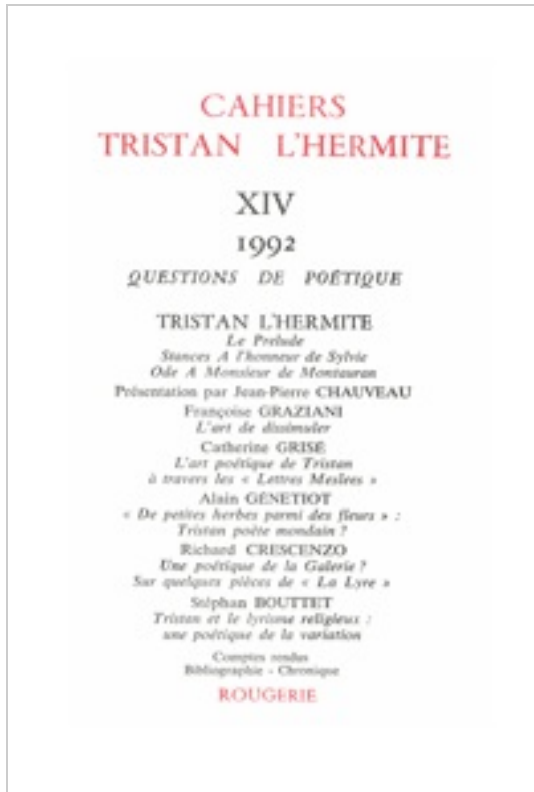 CAHIERS
TRISTAN L'HERMITE
XIV
1992
QUESTIONS DE POÉTIQUE
TRISTAN L'HERMITE
Le Prelude
Stances A l'honneur de Sylvie
Ode A Monsieur de Montauran
Présentation par Jean-Pierre CHAUVEAU
Françoise GRAZIANI
L'art de dissimuler
Catherine GRISÉ
L'art poétique de Tristan
à travers les « Lettres Meslees »
Alain GÉNETIOT
« De petites herbes parmi des fleurs » :
Tristan poète mondain ?
Richard CRESCENZO
Une poétique de la Galerie ?
Sur quelques pièces de « La Lyre »
Stéphan BOUTTET
Tristan et le lyrisme religieux :
une poétique de la variation
Comptes rendus
Bibliographie - Chronique
ROUGERIE